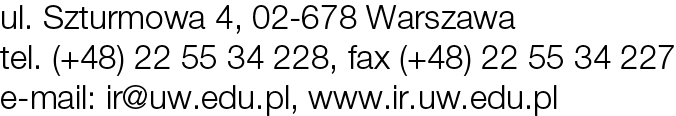 ul. Szturmowa 4, 02-678 Warszawa
tel. (+48) 22 55 34 228, fax (+48) 22 55 34 227
e-mail: ir@uw.edu.pl, www.ir.uw.edu.pl